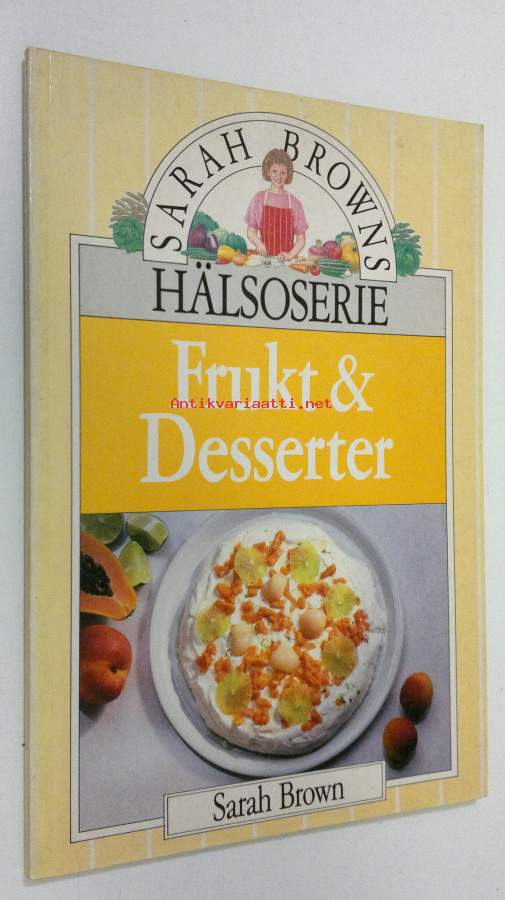 SARAH BROWNS
HÄLSOSERIE
Frukt &
Antikvariaatti.net
Desserter
Sarah Brown